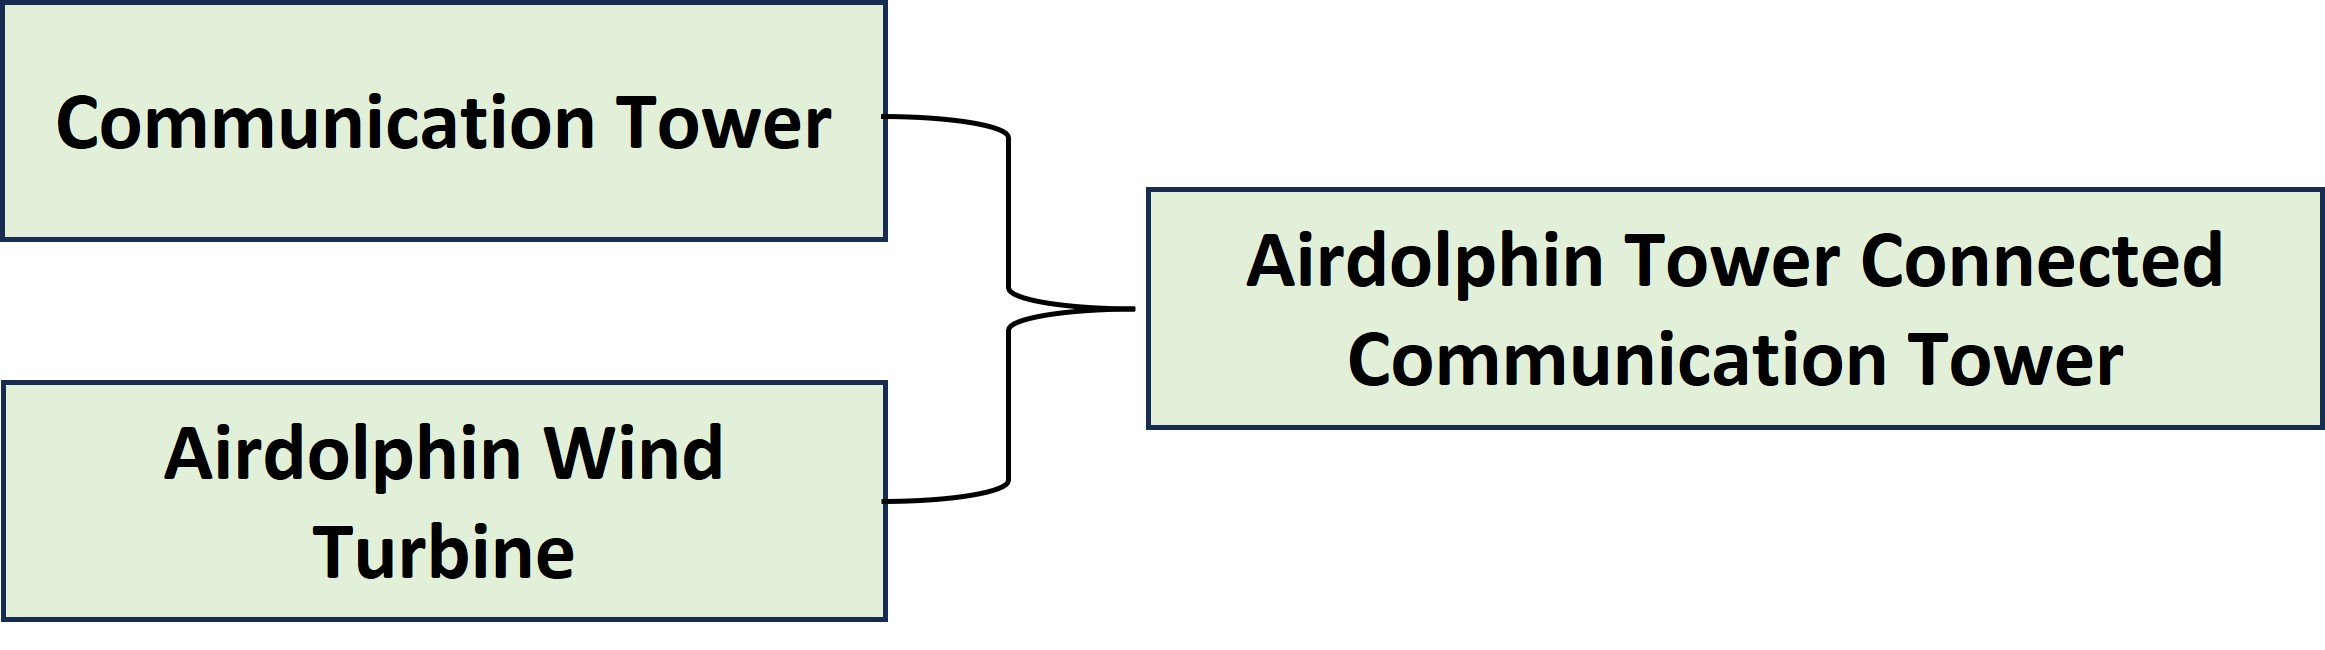 Communication Tower
Airdolphin Wind
Turbine
Airdolphin Tower Connected
Communication Tower